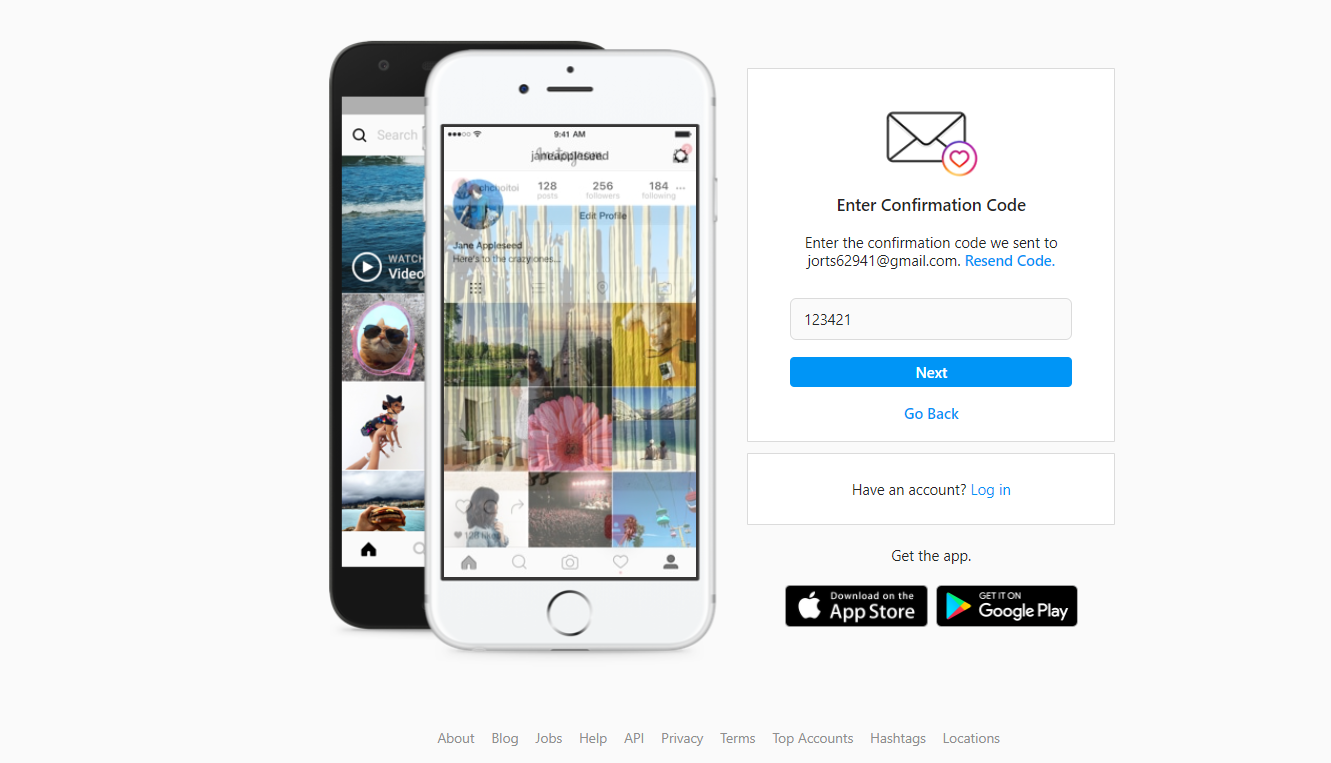 Search
WATCH
Video
9:41 AM
janeappleseed
Instagram
chchoitoi
128
256
184
posts
followers
following
Edit Profile
Jane Appleseed
Here's to the crazy ones...
128 likes
Enter Confirmation Code
Enter the confirmation code we sent to
jorts62941@gmail.com. Resend Code.
123421
Next
Go Back
Have an account? Log in
Get the app.
Download on the
App Store
GET IT ON
Google Play
About Blog Jobs Help API Privacy Terms Top Accounts Hashtags Locations